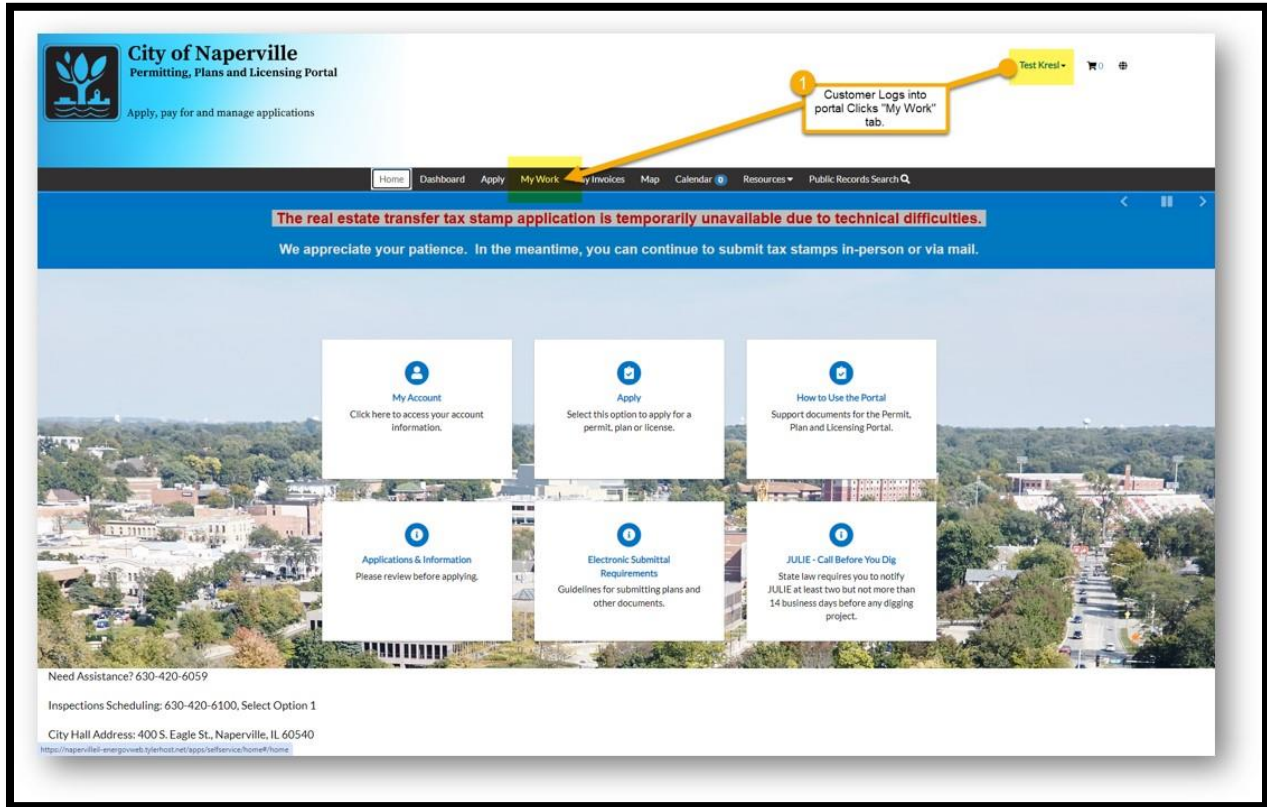 City of Naperville
Permitting, Plans and Licensing Portal
Apply, pay for and manage applications
Test Kresl
0
1
Customer Logs into
portal Clicks "My Work"
tab.
Home Dashboard Apply My Work y Invoices Map Calendar 0 Resources Public Records Search
The real estate transfer tax stamp application is temporarily unavailable due to technical difficulties.
We appreciate your patience. In the meantime, you can continue to submit tax stamps in-person or via mail.
My Account
Click here to access your account
information.
Apply
Select this option to apply for a
permit, plan or license.
How to Use the Portal
Support documents for the Permit,
Plan and Licensing Portal.
Applications & Information
Please review before applying.
Electronic Submittal
Requirements
Guidelines for submitting plans and
other documents.
JULIE - Call Before You Dig
State law requires you to notify
JULIE at least two but not more than
14 business days before any digging
project.
Need Assistance? 630-420-6059
Inspections Scheduling: 630-420-6100, Select Option 1
City Hall Address: 400 S. Eagle St., Naperville, IL 60540
https://napervilleil-energovweb.tylerhost.net/apps/selfservice/home#/home